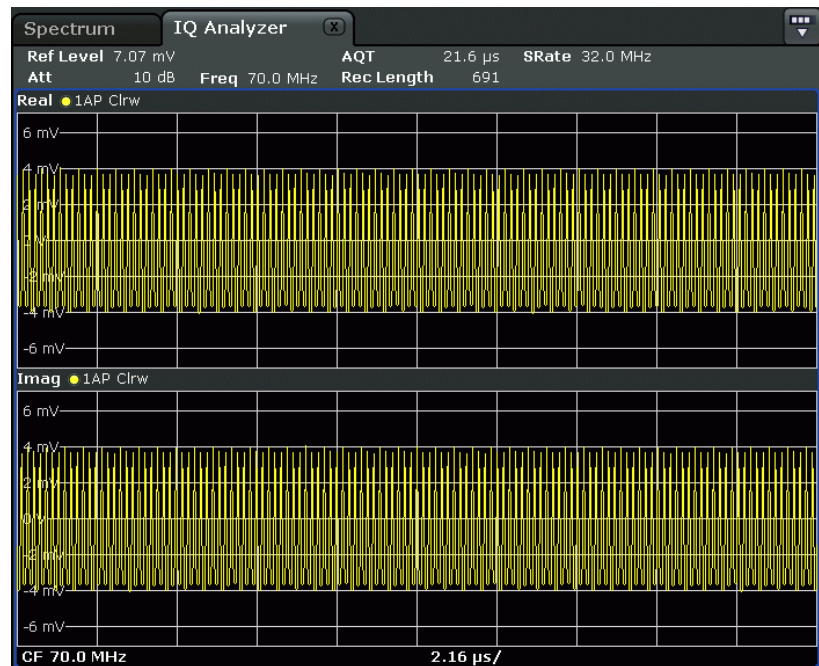 Spectrum IQ Analyzer X
Ref Level 7.07 mV AQT 21.6 µs SRate 32.0 MHz
Att 10 dB Freq 70.0 MHz Rec Length 691
Real 1AP Clrw
6 mV
4 mV
2 mV
0 V
-2 mV
-4 mV
-6 mV
Imag 1AP Clrw
6 mV
4 mV
2 mV
0 V
-2 mV
-4 mV
-6 mV
CF 70.0 MHz 2.16 µs/